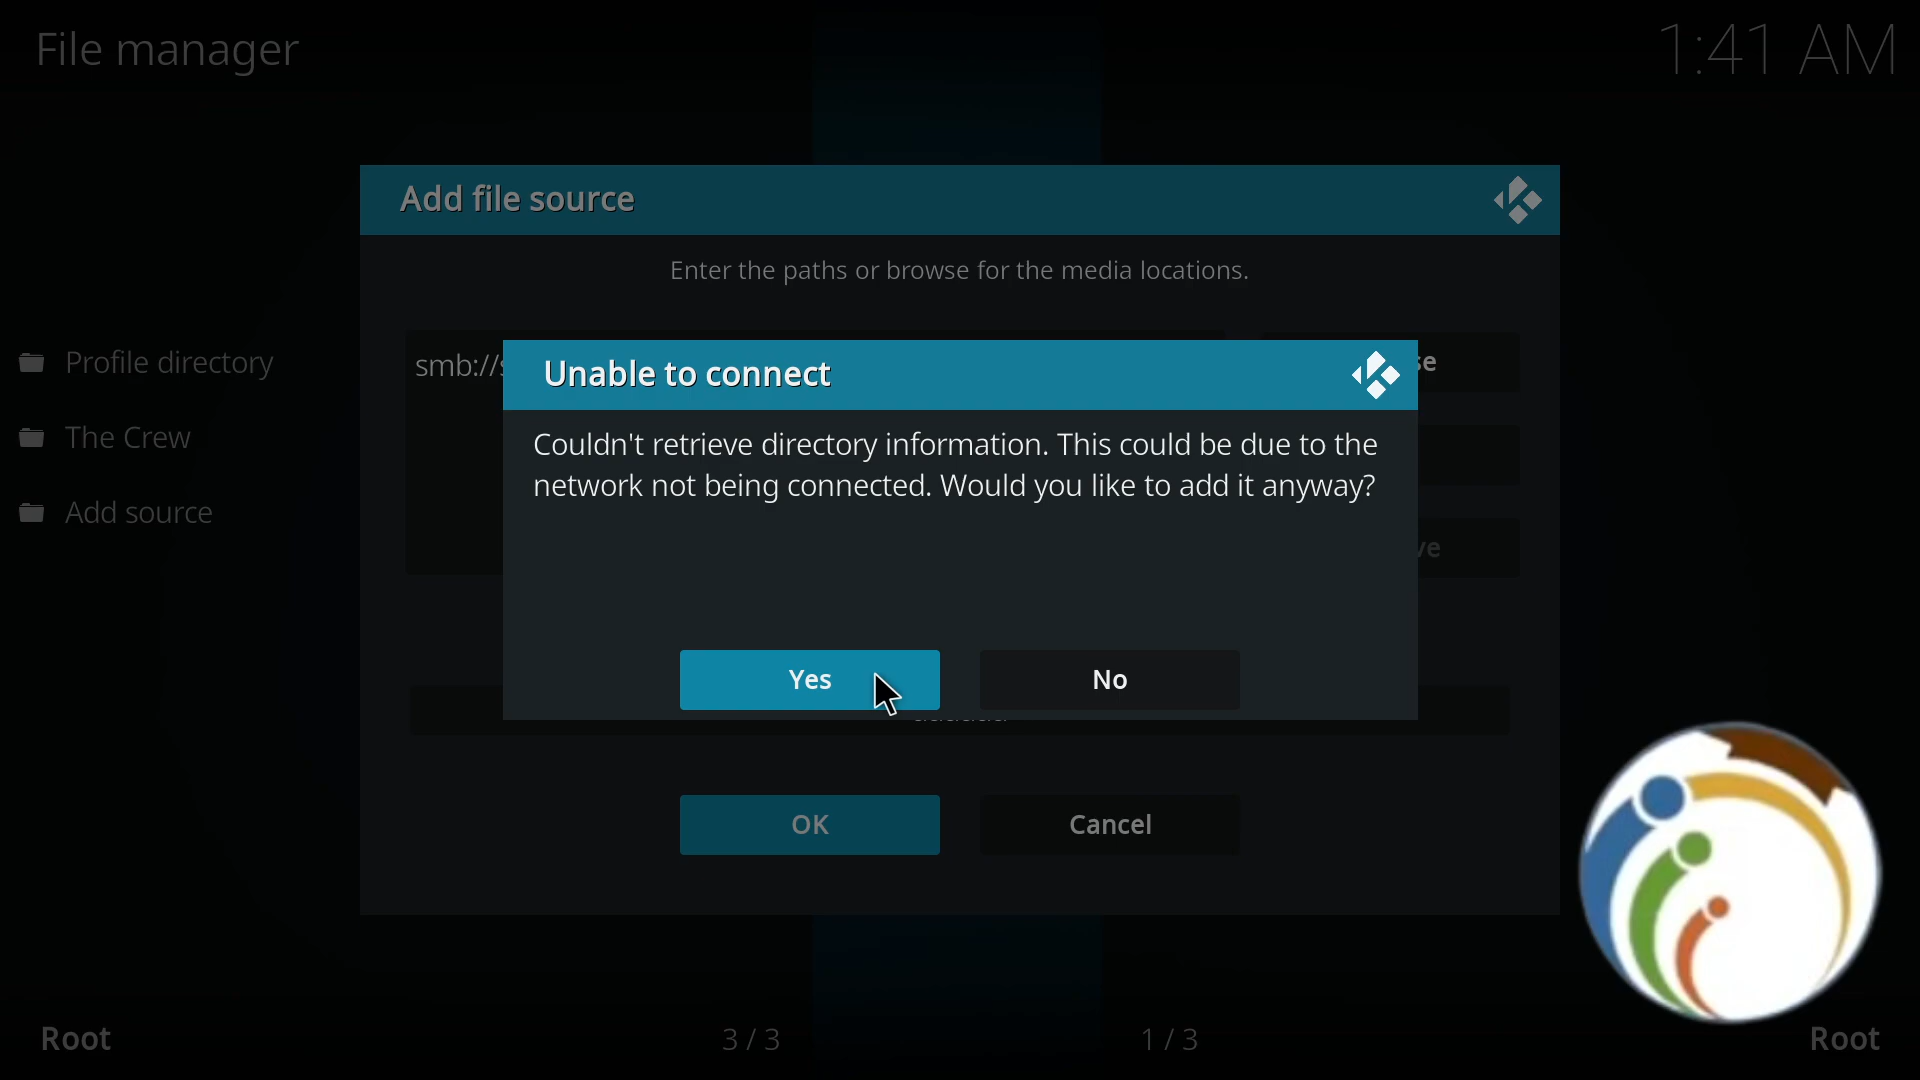 File manager
1:41 AM
Add file source
Enter the paths or browse for the media locations.
Profile directory
smb://
Unable to connect
Couldn't retrieve directory information. This could be due to the
network not being connected. Would you like to add it anyway?
The Crew
Add source
Yes
No
OK
Cancel
Root
3 / 3
1 / 3
Root